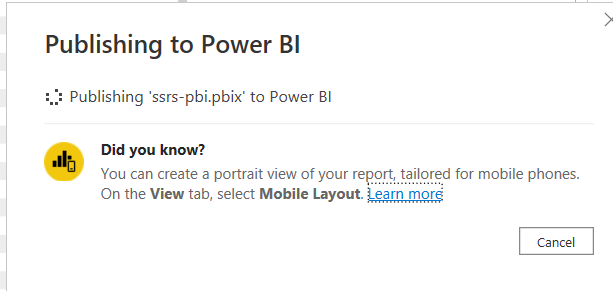 Publishing to Power BI
Publishing 'ssrs-pbi.pbix' to Power BI
Did you know?
You can create a portrait view of your report, tailored for mobile phones.
On the View tab, select Mobile Layout. Learn more
Cancel